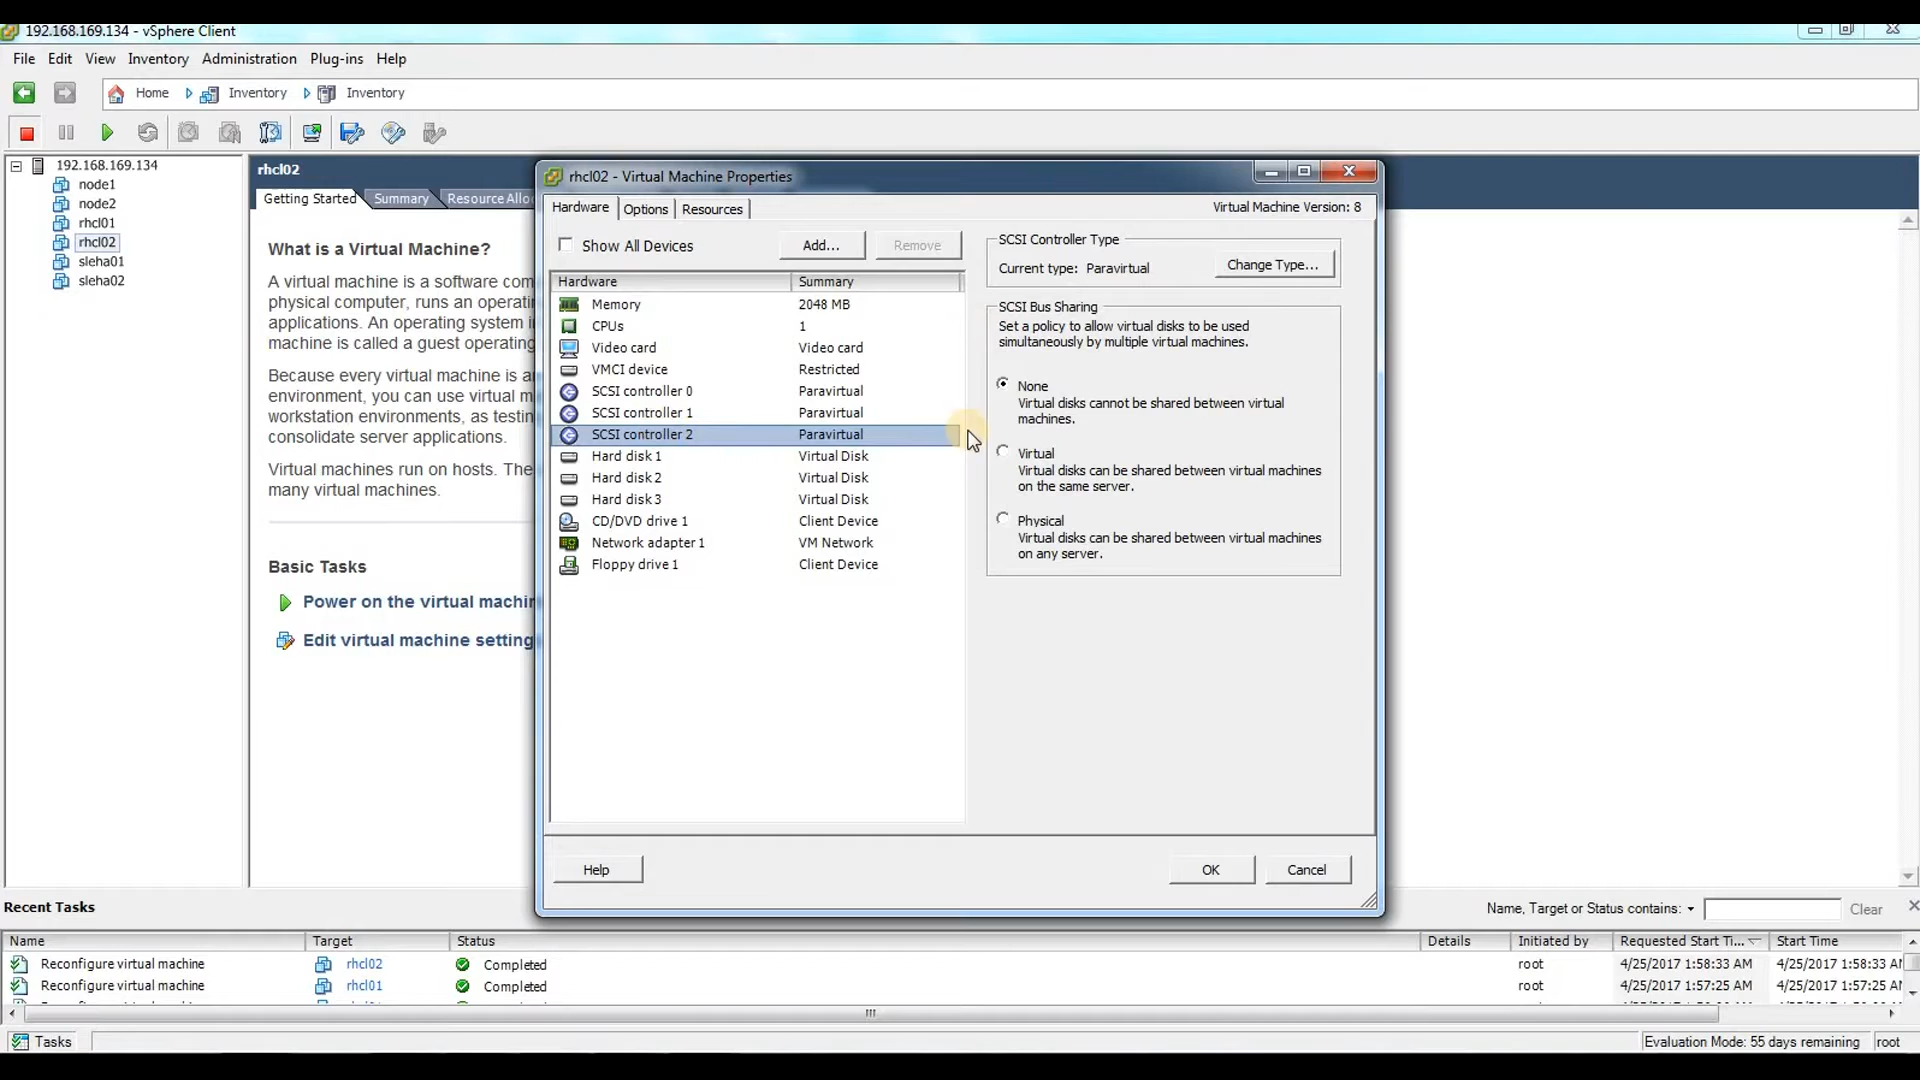 192.168.169.134 - vSphere Client
File Edit View Inventory Administration Plug-ins Help
Home Inventory Inventory
192.168.169.134
node1
node2
rhcl01
rhcl02
sleha01
sleha02
rhcl02
Getting Started Summary Resource Allo
What is a Virtual Machine?
A virtual machine is a software com
physical computer, runs an operatin
applications. An operating system in
machine is called a guest operating
Because every virtual machine is an
environment, you can use virtual m
workstation environments, as testin
consolidate server applications.
Virtual machines run on hosts. The
many virtual machines.
Basic Tasks
Power on the virtual machin
Edit virtual machine setting
rhcl02 - Virtual Machine Properties
Hardware Options Resources
Virtual Machine Version: 8
Show All Devices Add... Remove
Hardware Summary
Memory 2048 MB
CPUs 1
Video card Video card
VMCI device Restricted
SCSI controller 0 Paravirtual
SCSI controller 1 Paravirtual
SCSI controller 2 Paravirtual
Hard disk 1 Virtual Disk
Hard disk 2 Virtual Disk
Hard disk 3 Virtual Disk
CD/DVD drive 1 Client Device
Network adapter 1 VM Network
Floppy drive 1 Client Device
SCSI Controller Type
Current type: Paravirtual Change Type...
SCSI Bus Sharing
Set a policy to allow virtual disks to be used
simultaneously by multiple virtual machines.
None
Virtual disks cannot be shared between virtual
machines.
Virtual
Virtual disks can be shared between virtual machines
on the same server.
Physical
Virtual disks can be shared between virtual machines
on any server.
Help OK Cancel
Recent Tasks
Name, Target or Status contains: Clear
Name Target Status Details Initiated by Requested Start Ti... Start Time
Reconfigure virtual machine rhcl02 Completed root 4/25/2017 1:58:33 AM 4/25/2017 1:58:33 AM
Reconfigure virtual machine rhcl01 Completed root 4/25/2017 1:57:25 AM 4/25/2017 1:57:25 AM
Tasks Evaluation Mode: 55 days remaining root